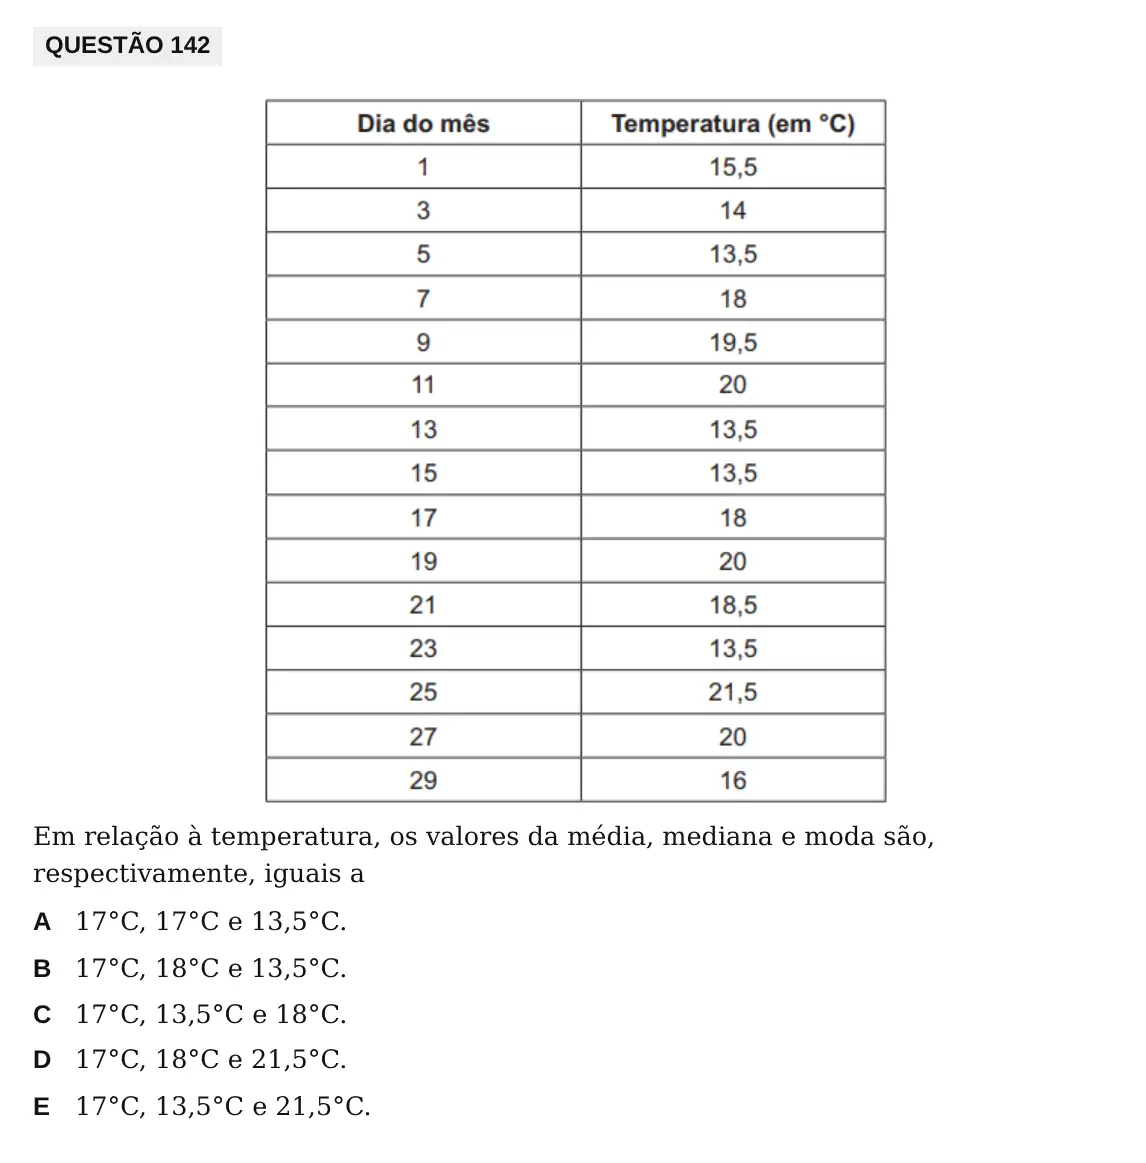 QUESTÃO 142
Dia do mês Temperatura (em °C)
1 15,5
3 14
5 13,5
7 18
9 19,5
11 20
13 13,5
15 13,5
17 18
19 20
21 18,5
23 13,5
25 21,5
27 20
29 16
Em relação à temperatura, os valores da média, mediana e moda são,
respectivamente, iguais a
A 17°C, 17°C e 13,5°C.
B 17°C, 18°C e 13,5°C.
C 17°C, 13,5°C e 18°C.
D 17°C, 18°C e 21,5°C.
E 17°C, 13,5°C e 21,5°C.